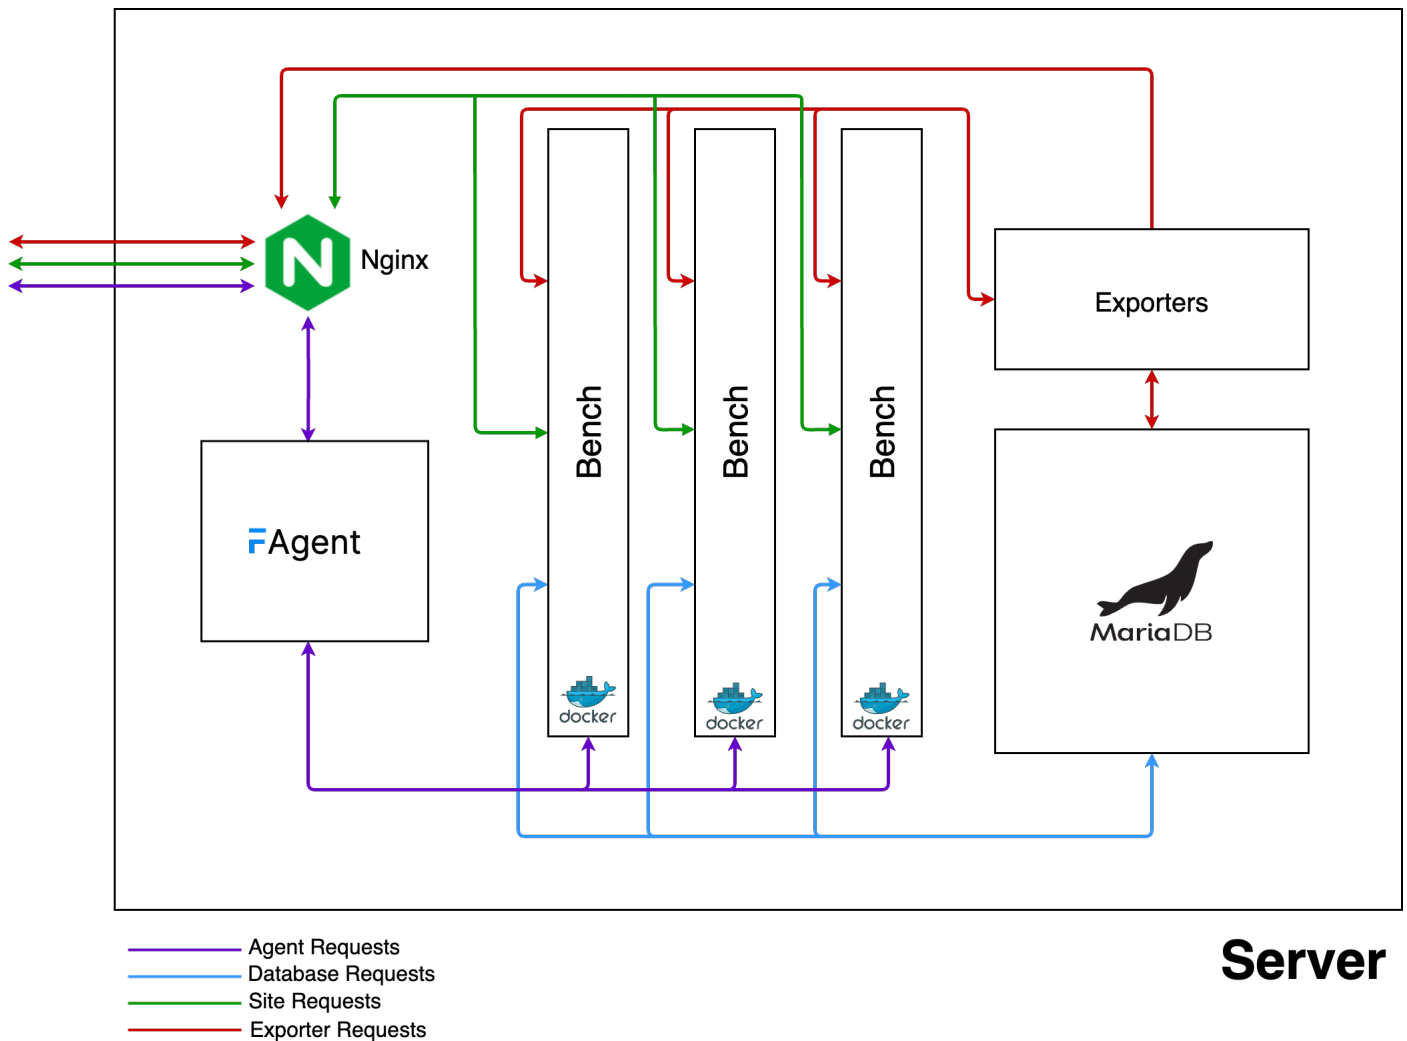 Nginx
Exporters
Bench
Bench
Bench
FAgent
MariaDB
docker
docker
docker
Server
Agent Requests
Database Requests
Site Requests
Exporter Requests